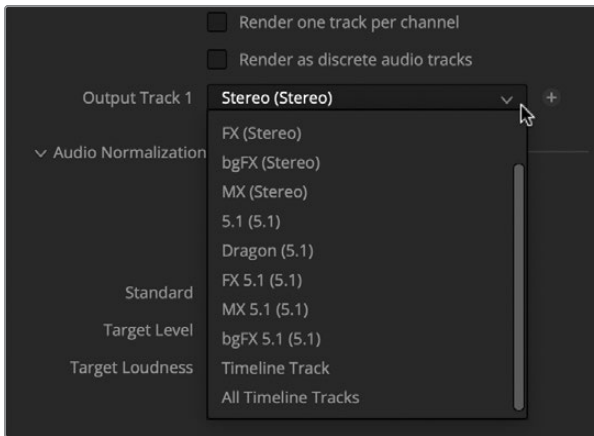 Render one track per channel
Render as discrete audio tracks
Output Track 1 Stereo (Stereo) +
FX (Stereo)
Audio Normalization
bgFX (Stereo)
MX (Stereo)
5.1 (5.1)
Dragon (5.1)
FX 5.1 (5.1)
Standard
MX 5.1 (5.1)
Target Level
bgFX 5.1 (5.1)
Target Loudness Timeline Track
All Timeline Tracks